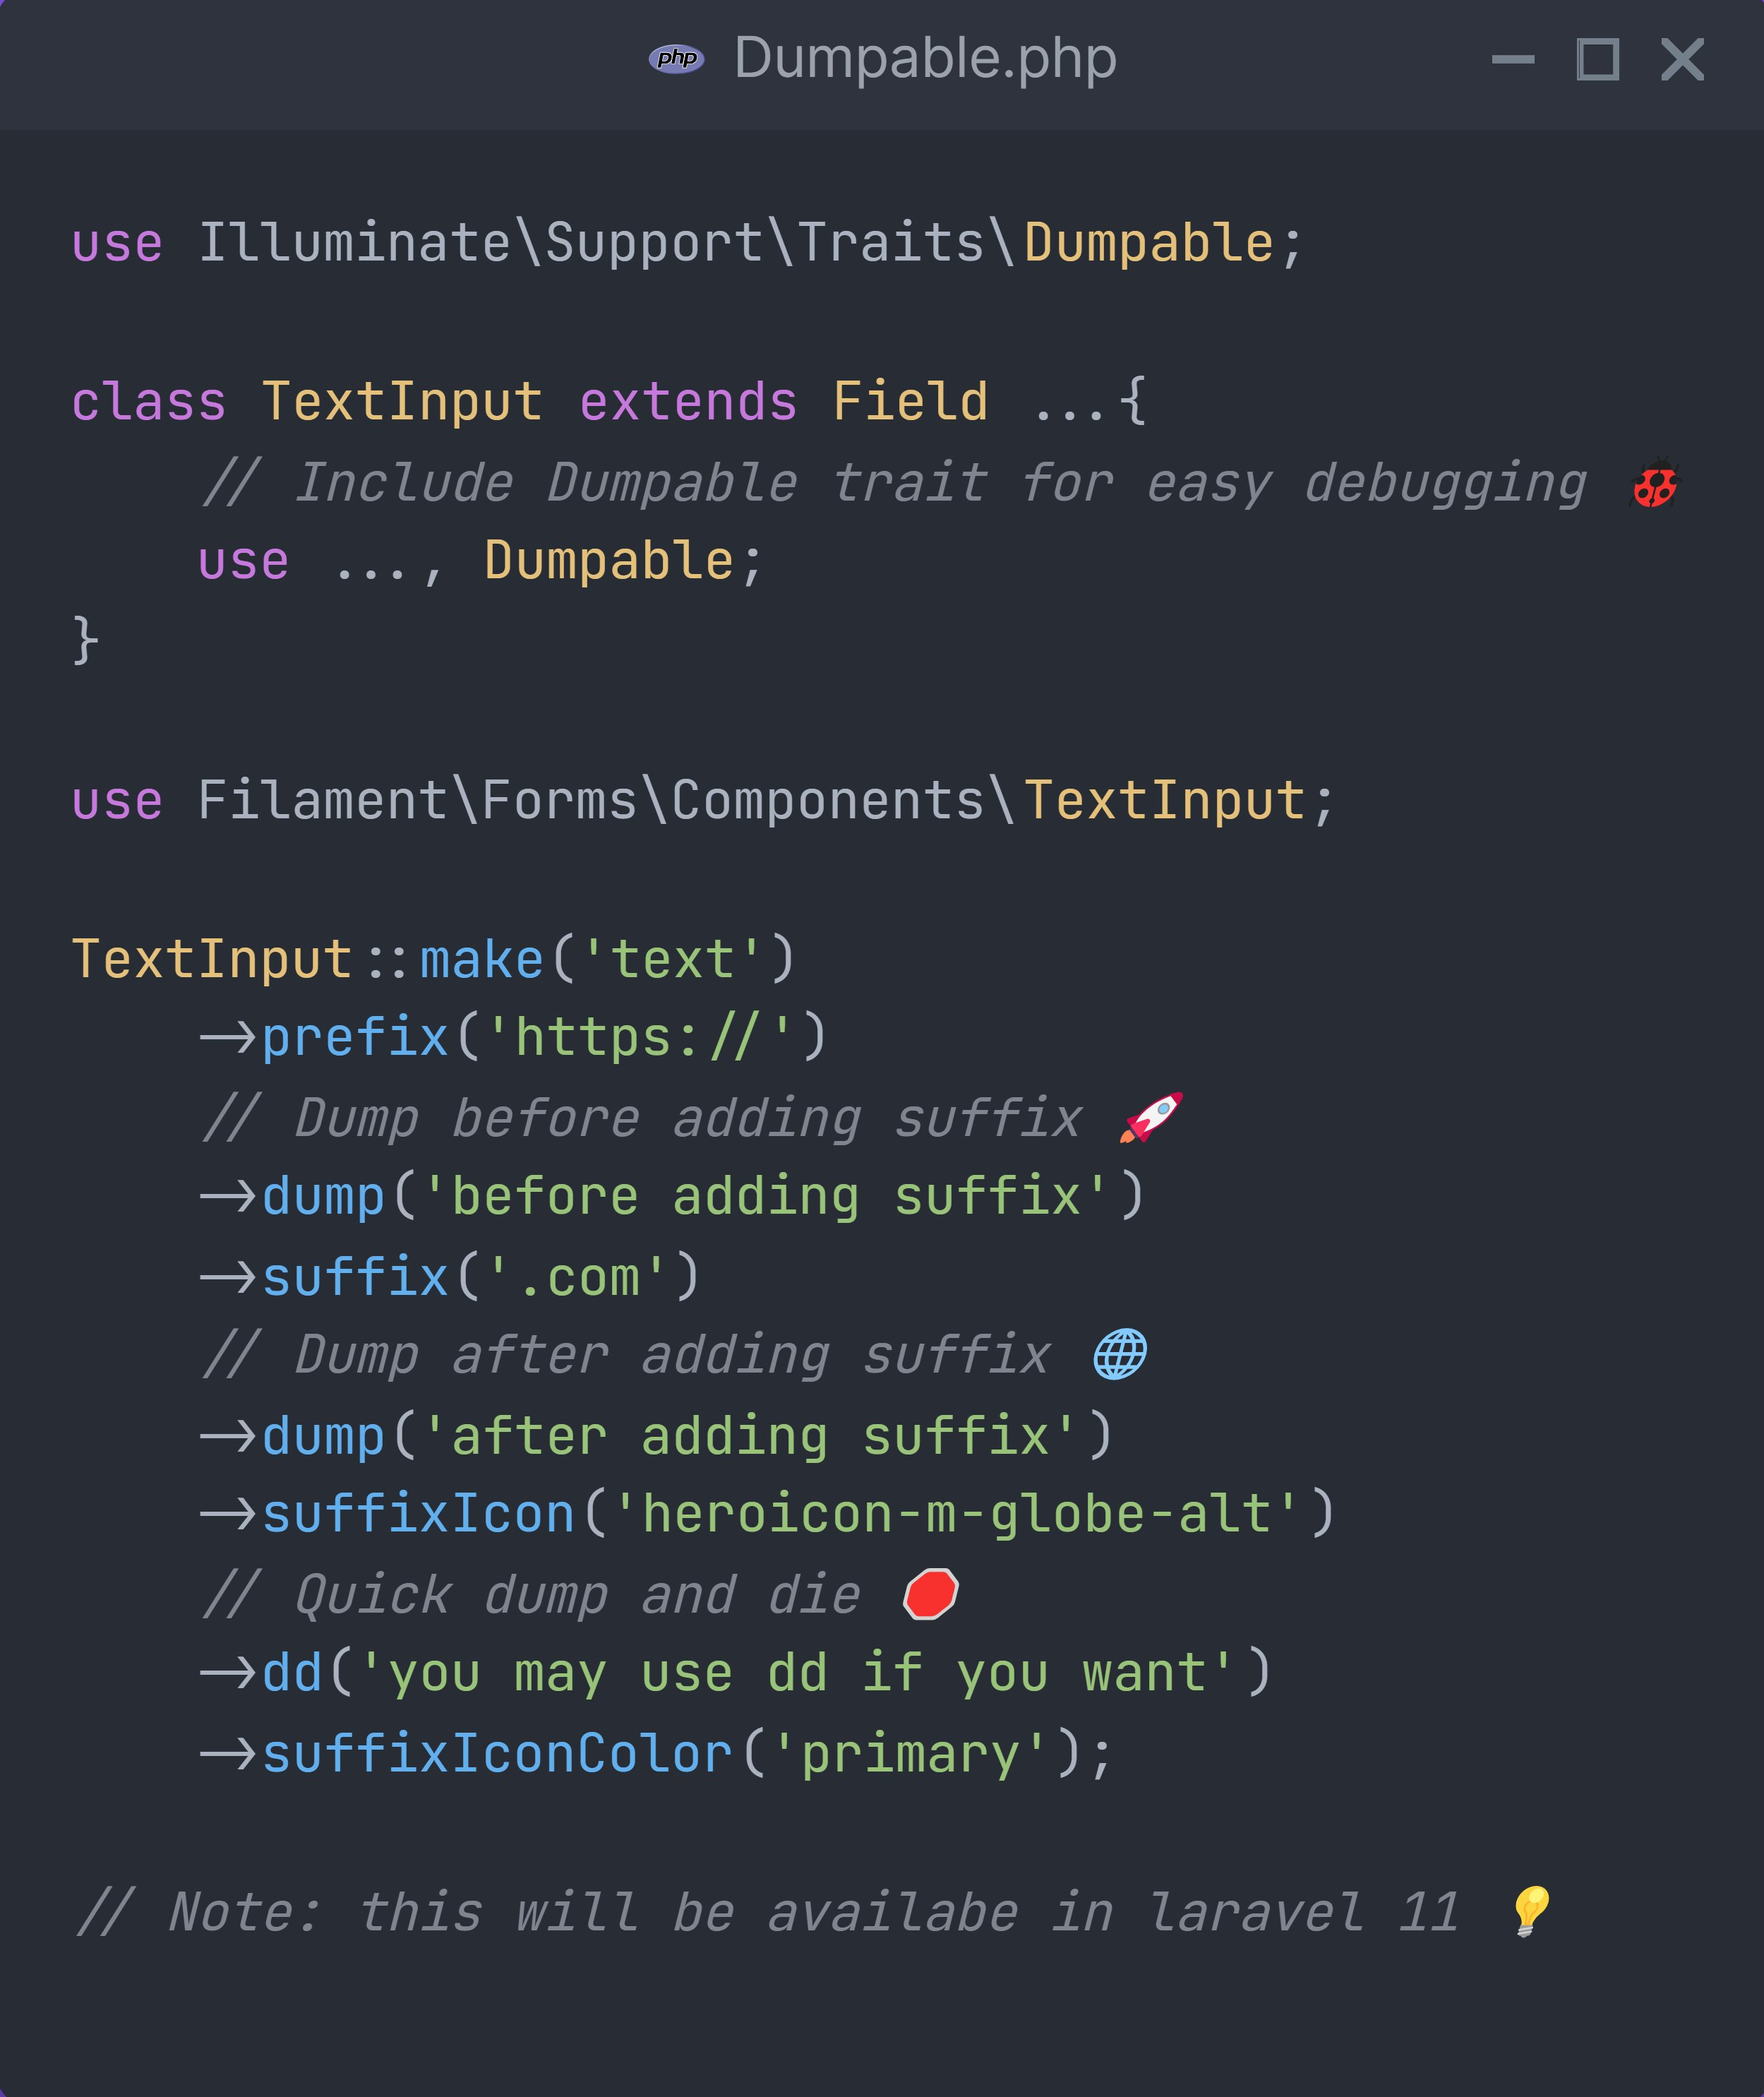 php Dumpable.php
use Illuminate\Support\Traits\Dumpable;
class TextInput extends Field ...{
// Include Dumpable trait for easy debugging 🐞
use ..., Dumpable;
}
use Filament\Forms\Components\TextInput;
TextInput::make('text')
->prefix('https://')
// Dump before adding suffix 🚀
->dump('before adding suffix')
->suffix('.com')
// Dump after adding suffix 🌐
->dump('after adding suffix')
->suffixIcon('heroicon-m-globe-alt')
// Quick dump and die 🛑
->dd('you may use dd if you want')
->suffixIconColor('primary');
// Note: this will be availabe in laravel 11 💡